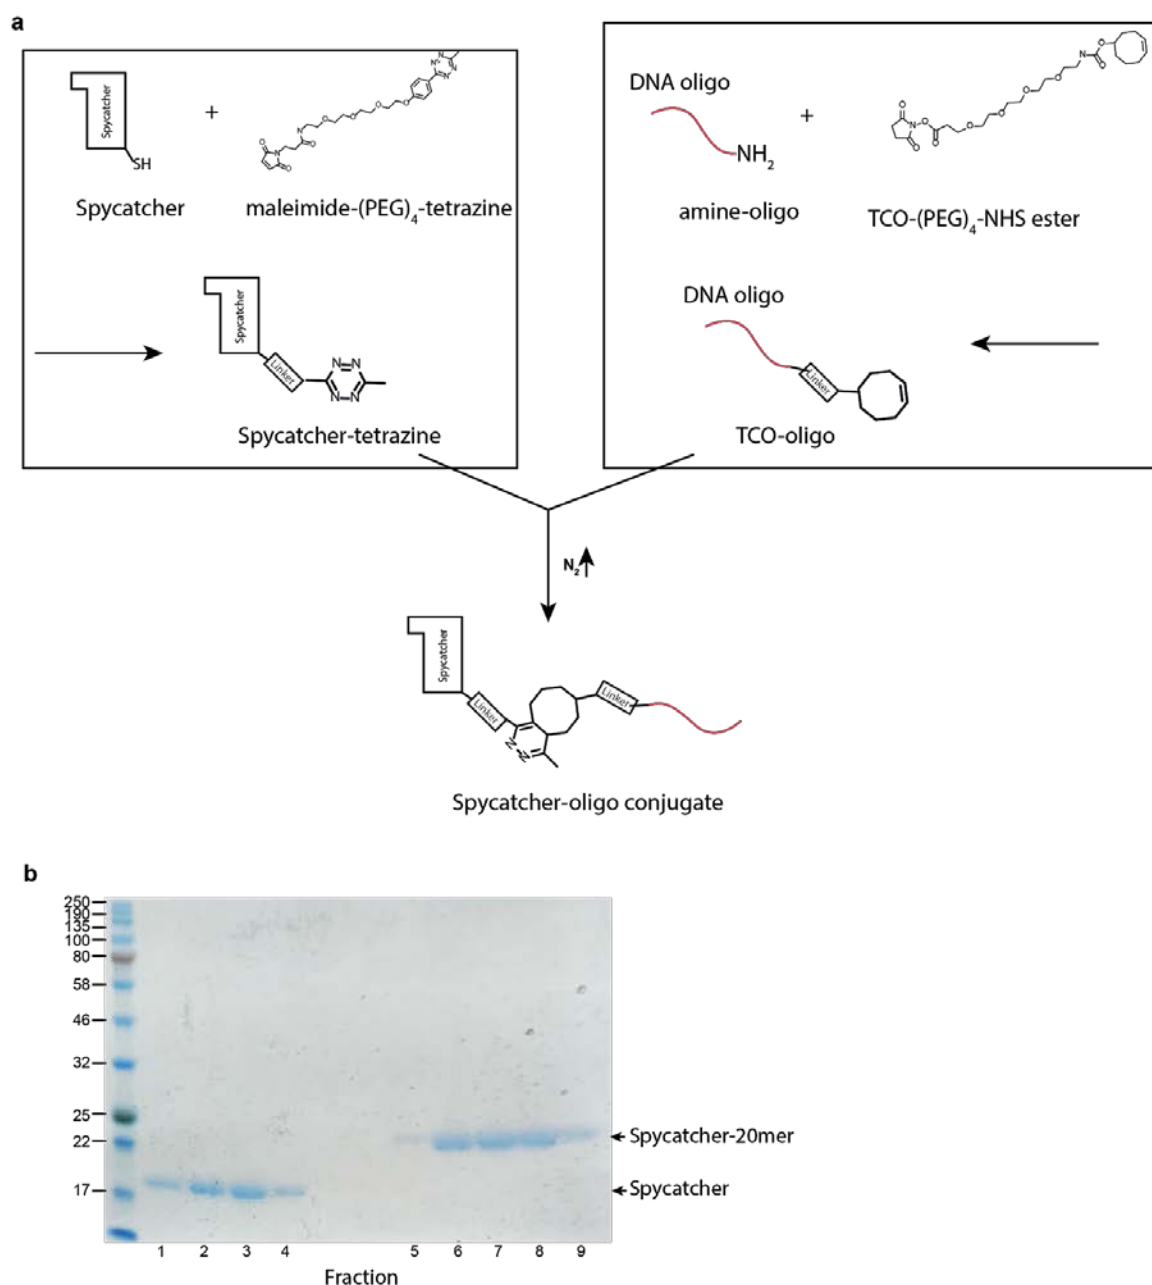 a
Spycatcher
SH
+
Spycatcher
maleimide-(PEG)4-tetrazine
Spycatcher
Linker
N N
N N
Spycatcher-tetrazine
DNA oligo
NH2
+
amine-oligo
TCO-(PEG)4-NHS ester
DNA oligo
Linker
TCO-oligo
N2
Spycatcher
Linker
N
N
Linker
Spycatcher-oligo conjugate
b
250
190
135
100
80
58
46
32
25
22
17
Spycatcher-20mer
Spycatcher
1 2 3 4 5 6 7 8 9
Fraction